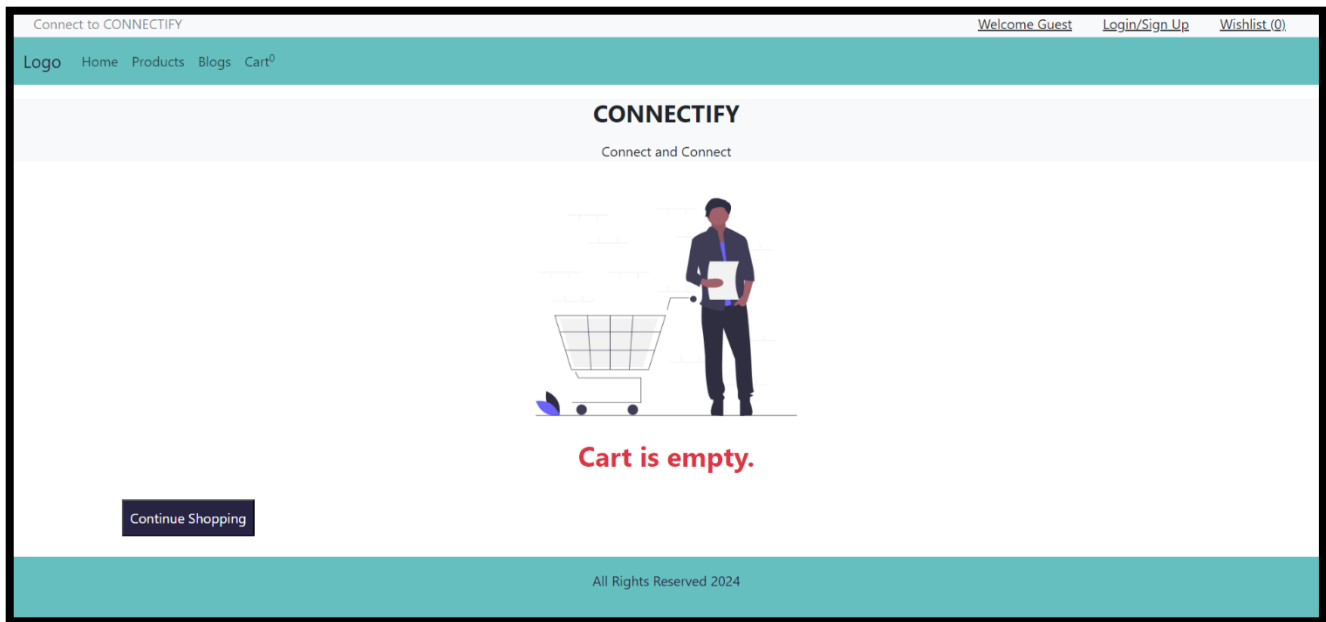 Connect to CONNECTIFY Welcome Guest Login/Sign Up Wishlist (0)
Logo Home Products Blogs Cart0
CONNECTIFY
Connect and Connect
Cart is empty.
Continue Shopping
All Rights Reserved 2024